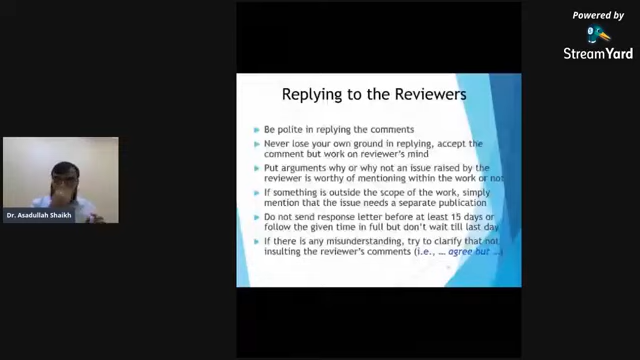 Powered by
StreamYard
Replying to the Reviewers
Be polite in replying the comments
Never lose your own ground in replying, accept the
comment but work on reviewer's mind
Put arguments why or why not an issue raised by the
reviewer is worthy of mentioning within the work or not
If something is outside the scope of the work, simply
mention that the issue needs a separate publication
Do not send response letter before at least 15 days or
follow the given time in full but don't wait till last day
If there is any misunderstanding, try to clarify that not
insulting the reviewer's comments (i.e., … agree but …)
Dr. Asadullah Shaikh